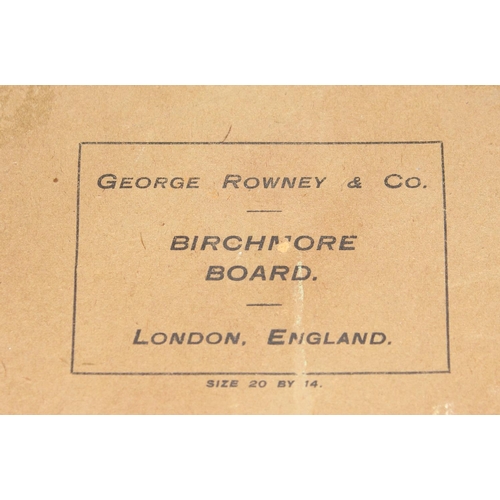 GEORGE ROWNEY & CO.
BIRCHMORE
BOARD.
LONDON, ENGLAND.
SIZE 20 BY 14.